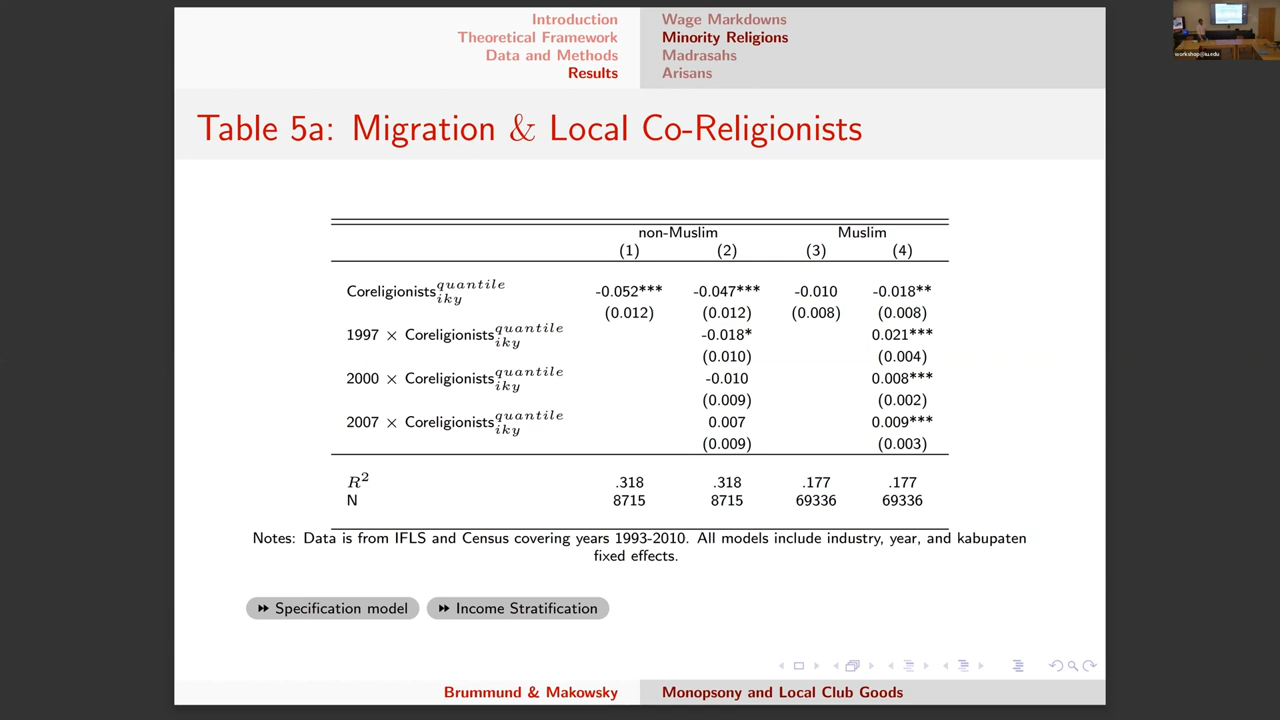 Introduction
Theoretical Framework
Data and Methods
Results
Wage Markdowns
Minority Religions
Madrasahs
Arisans
workshop@iu.edu
Table 5a: Migration & Local Co-Religionists
non-Muslim Muslim
(1) (2) (3) (4)
Coreligionists^{quantile}_{iky} -0.052*** -0.047*** -0.010 -0.018**
(0.012) (0.012) (0.008) (0.008)
1997 × Coreligionists^{quantile}_{iky} -0.018* 0.021***
(0.010) (0.004)
2000 × Coreligionists^{quantile}_{iky} -0.010 0.008***
(0.009) (0.002)
2007 × Coreligionists^{quantile}_{iky} 0.007 0.009***
(0.009) (0.003)
R² .318 .318 .177 .177
N 8715 8715 69336 69336
Notes: Data is from IFLS and Census covering years 1993-2010. All models include industry, year, and kabupaten
fixed effects.
Specification model Income Stratification
Brummund & Makowsky Monopsony and Local Club Goods